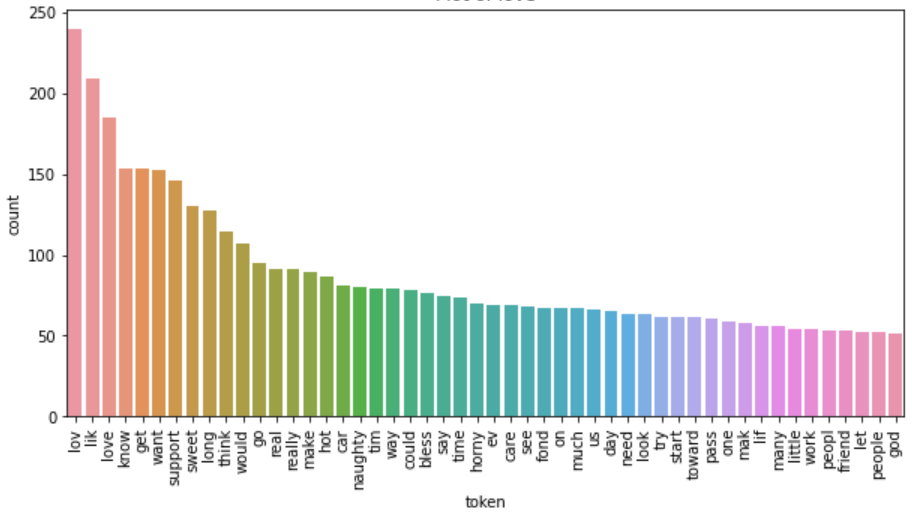 250
200
150
100
50
0
count
lov lik love know get want support sweet long think would go real really make hot car naughty tim way could bless say time horny ev care see fond on much us day need look try start toward pass one mak lif many little work peopl friend let people god
token